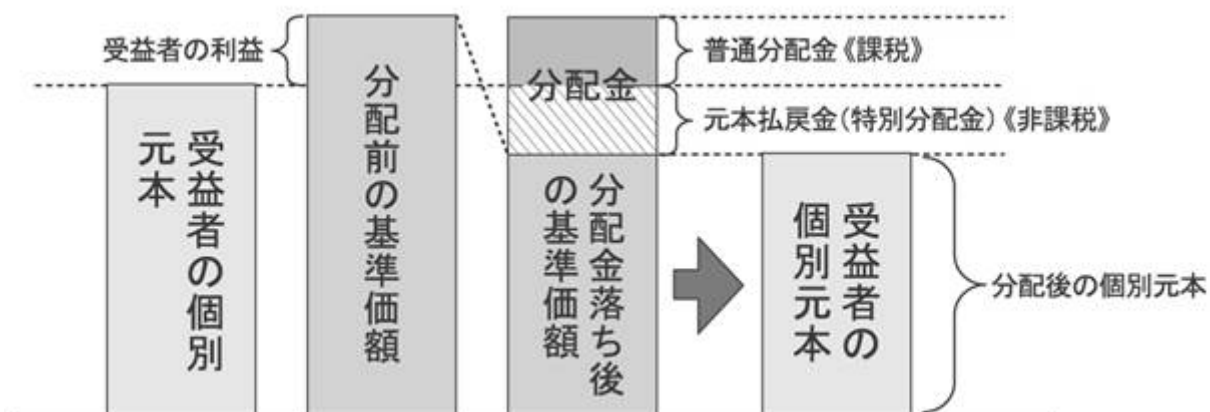 受益者の利益
受益者の個別
元本
分配前の基準価額
分配金
普通分配金《課税》
元本払戻金(特別分配金)《非課税》
分配金落ち後
の基準価額
受益者の
個別元本
分配後の個別元本